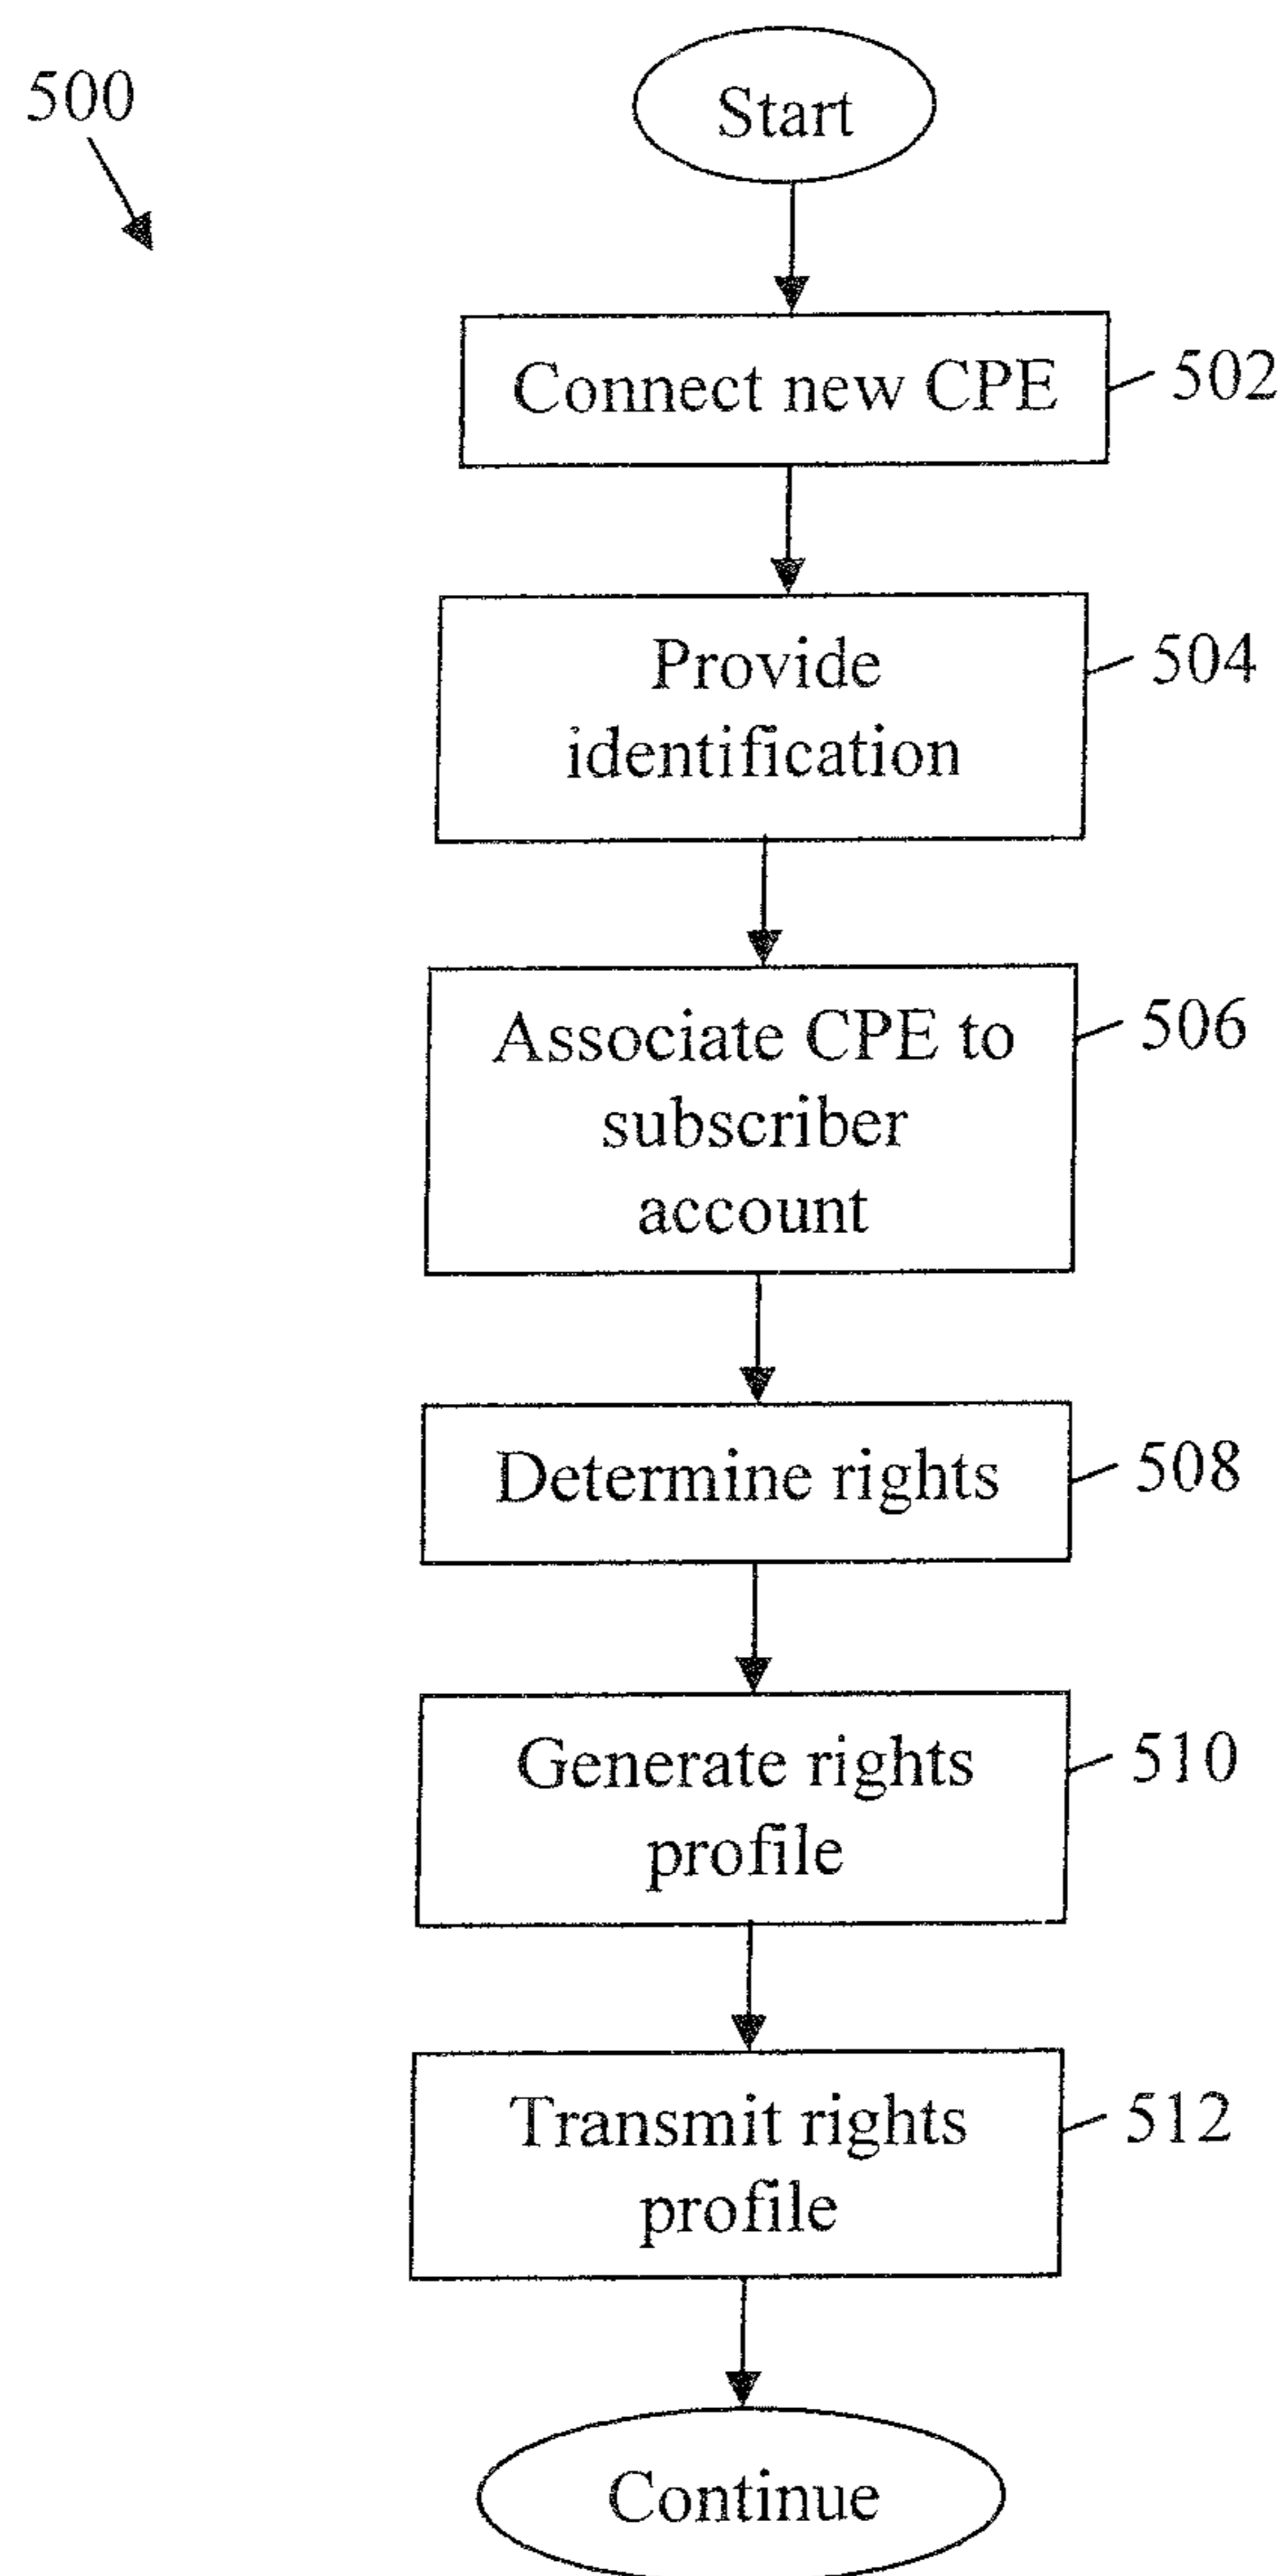 500
Start
Connect new CPE
502
Provide
identification
504
Associate CPE to
subscriber
account
506
Determine rights
508
Generate rights
profile
510
Transmit rights
profile
512
Continue